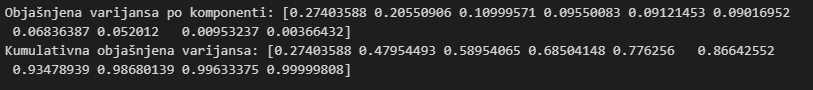 Objašnjena varijansa po komponenti: [0.27403588 0.20550906 0.10999571 0.09550083 0.09121453 0.09016952
0.06836387 0.052012   0.00953237 0.00366432]
Kumulativna objašnjena varijansa: [0.27403588 0.47954493 0.58954065 0.68504148 0.776256   0.86642552
0.93478939 0.98680139 0.99633375 0.99999808]